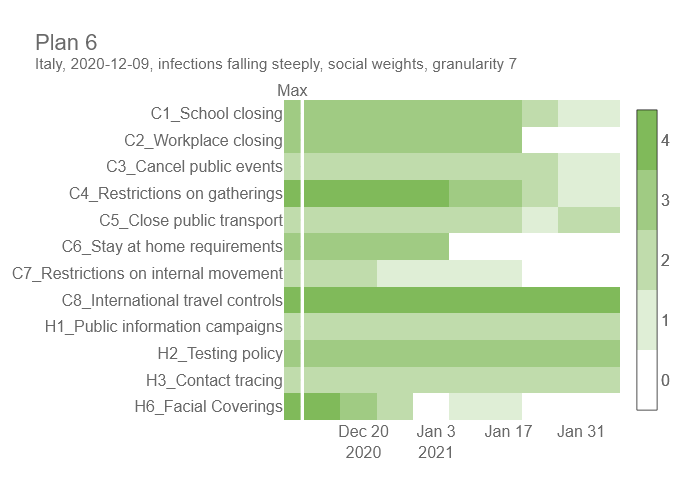 Plan 6
Italy, 2020-12-09, infections falling steeply, social weights, granularity 7
Max
C1_School closing
C2_Workplace closing
C3_Cancel public events
C4_Restrictions on gatherings
C5_Close public transport
C6_Stay at home requirements
C7_Restrictions on internal movement
C8_International travel controls
H1_Public information campaigns
H2_Testing policy
H3_Contact tracing
H6_Facial Coverings
4
3
2
1
0
Dec 20 Jan 3 Jan 17 Jan 31
2020 2021